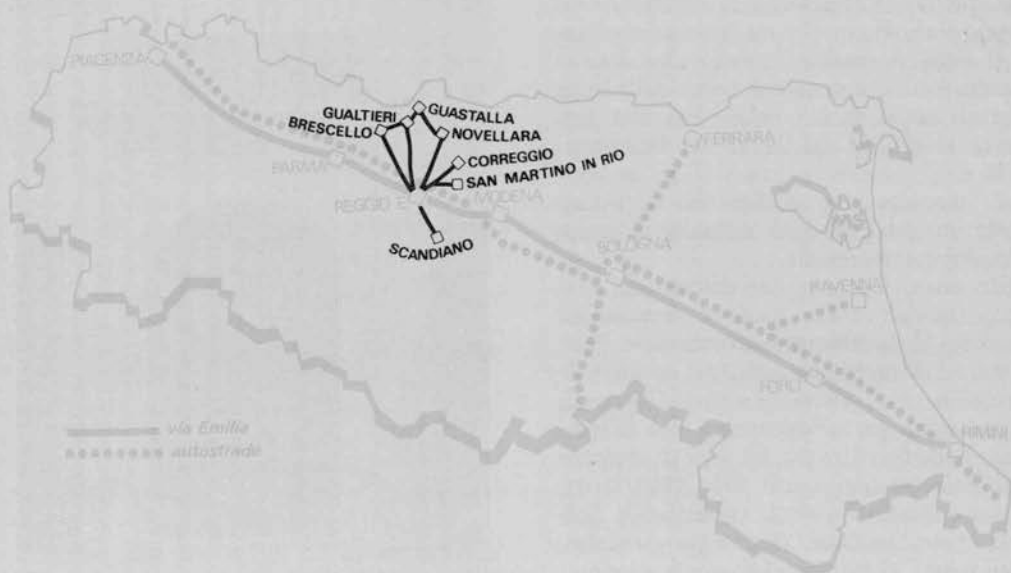 PIACENZA
GUALTIERI
GUASTALLA
BRESCELLO
NOVELLARA
FERRARA
PARMA
CORREGGIO
SAN MARTINO IN RIO
REGGIO E.
MODENA
SCANDIANO
BOLOGNA
RAVENNA
FORLÌ
via Emilia
RIMINI
autostrade